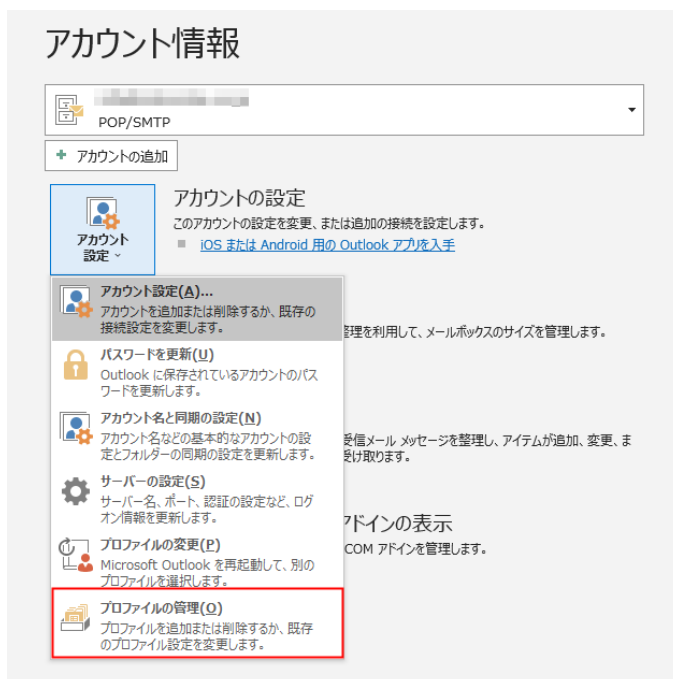 アカウント情報
POP/SMTP
アカウントの追加
アカウントの設定
このアカウントの設定を変更、または追加の接続を設定します。
iOS または Android 用の Outlook アプリを入手
アカウント
設定
アカウント設定(A)...
アカウントを追加または削除するか、既存の
接続設定を変更します。
整理を利用して、メールボックスのサイズを管理します。
パスワードを更新(U)
Outlook に保存されているアカウントのパス
ワードを更新します。
アカウント名と同期の設定(N)
アカウント名などの基本的なアカウントの設
定とフォルダーの同期の設定を更新します。
受信メール メッセージを整理し、アイテムが追加、変更、ま
受け取ります。
サーバーの設定(S)
サーバー名、ポート、認証の設定など、ログ
オン情報を更新します。
アドインの表示
COM アドインを管理します。
プロファイルの変更(P)
Microsoft Outlook を再起動して、別の
プロファイルを選択します。
プロファイルの管理(O)
プロファイルを追加または削除するか、既存
のプロファイル設定を変更します。